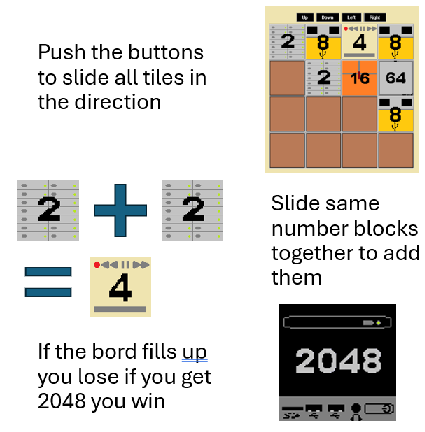 Push the buttons
to slide all tiles in
the direction
Up Down Left Right
2 8 4 8
2 16 64
8
2 2
4
Slide same
number blocks
together to add
them
If the bord fills up
you lose if you get
2048 you win
2048